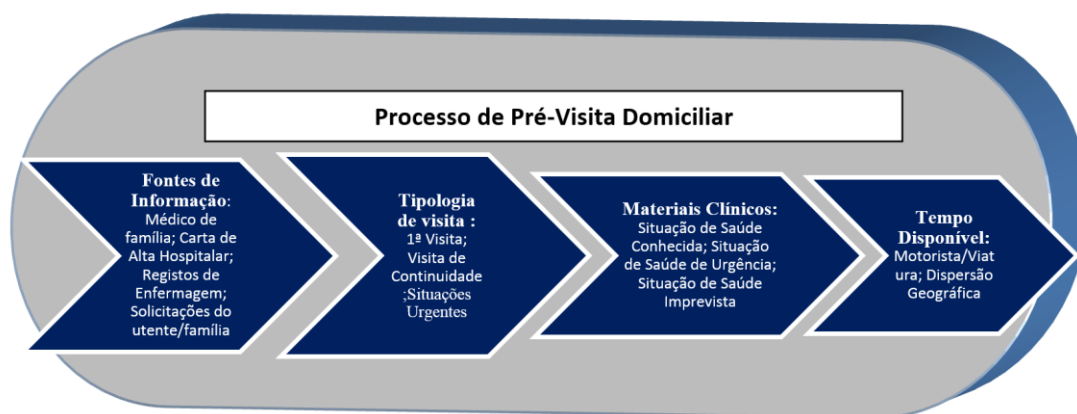 Processo de Pré-Visita Domiciliar
Fontes de
Informação:
Médico de
família; Carta de
Alta Hospitalar;
Registos de
Enfermagem;
Solicitações do
utente/família
Tipologia
de visita :
1ª Visita;
Visita de
Continuidade
;Situações
Urgentes
Materiais Clínicos:
Situação de Saúde
Conhecida; Situação
de Saúde de Urgência;
Situação de Saúde
Imprevista
Tempo
Disponível:
Motorista/Viat
ura; Dispersão
Geográfica